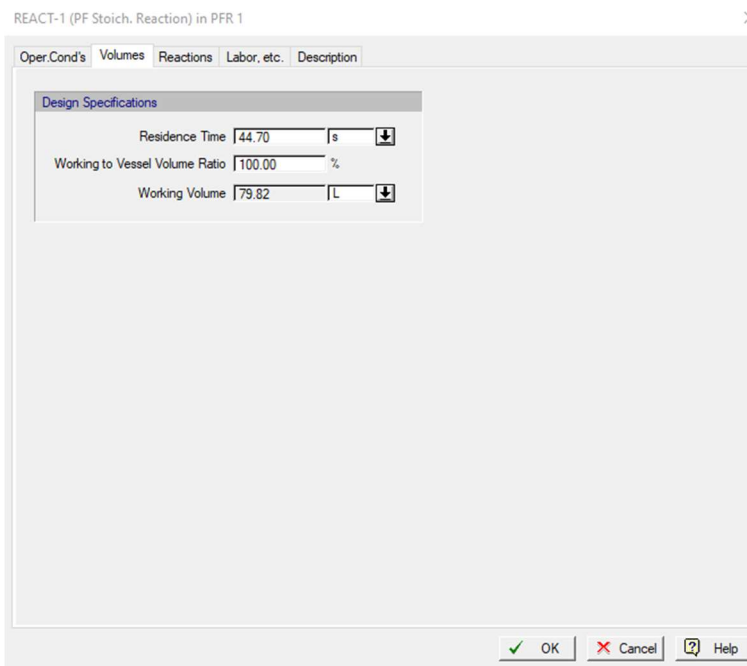 REACT-1 (PF Stoich. Reaction) in PFR 1
Oper.Cond's Volumes Reactions Labor, etc. Description
Design Specifications
Residence Time 44.70 s
Working to Vessel Volume Ratio 100.00 %
Working Volume 79.82 L
OK Cancel Help